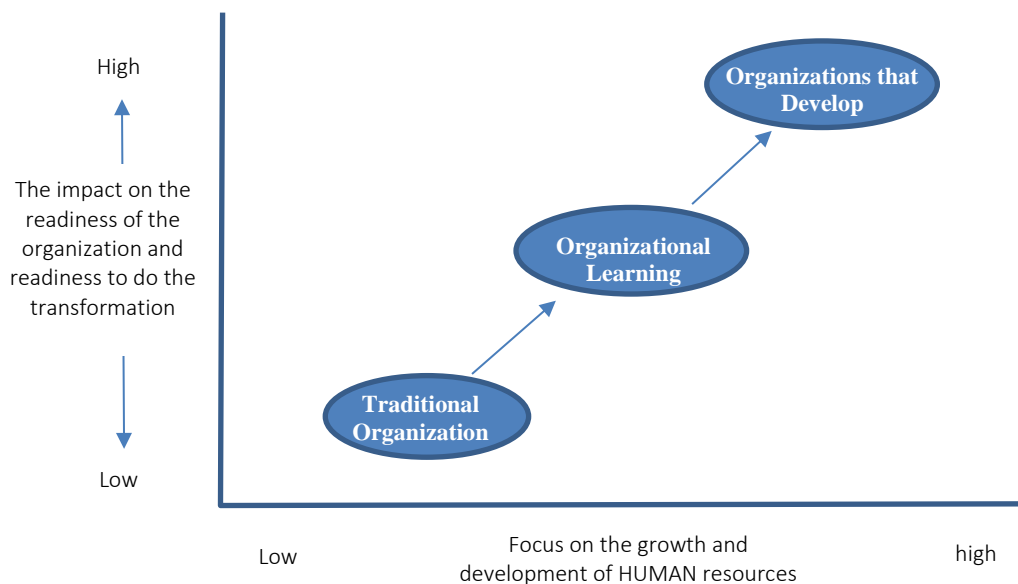 High
The impact on the
readiness of the
organization and
readiness to do the
transformation
Low
Organizations that
Develop
Organizational
Learning
Traditional
Organization
Low
Focus on the growth and
development of HUMAN resources
high